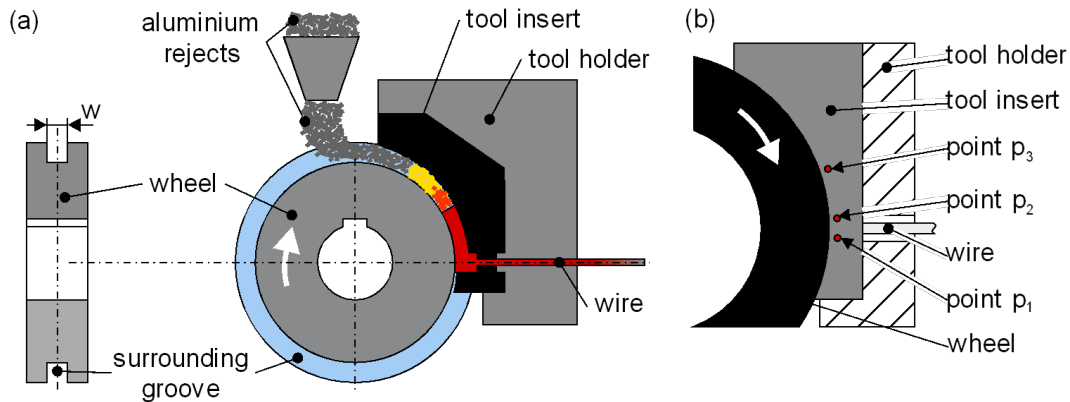 (a)
aluminium
rejects
tool insert
tool holder
w
wheel
wire
surrounding
groove
(b)
tool holder
tool insert
point p₃
point p₂
wire
point p₁
wheel